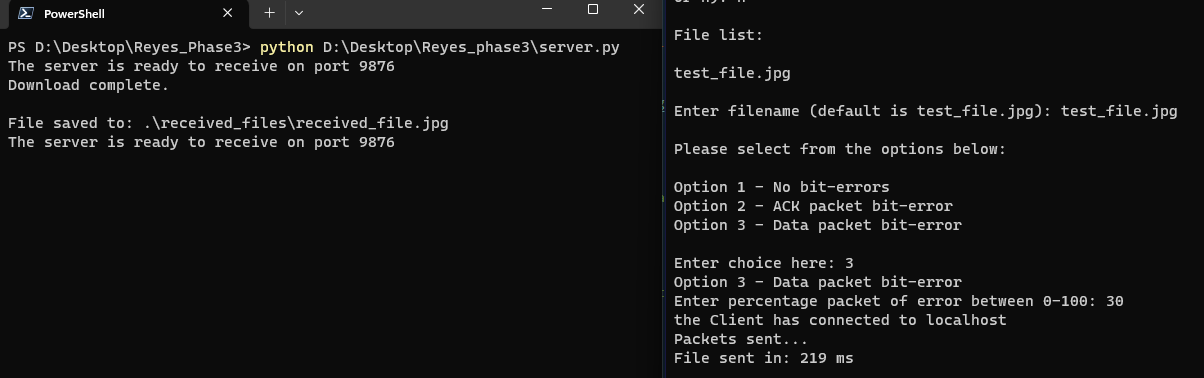 PowerShell
PS D:\Desktop\Reyes_Phase3> python D:\Desktop\Reyes_phase3\server.py
The server is ready to receive on port 9876
Download complete.
File saved to: .\received_files\received_file.jpg
The server is ready to receive on port 9876
File list:
test_file.jpg
Enter filename (default is test_file.jpg): test_file.jpg
Please select from the options below:
Option 1 - No bit-errors
Option 2 - ACK packet bit-error
Option 3 - Data packet bit-error
Enter choice here: 3
Option 3 - Data packet bit-error
Enter percentage packet of error between 0-100: 30
the Client has connected to localhost
Packets sent...
File sent in: 219 ms